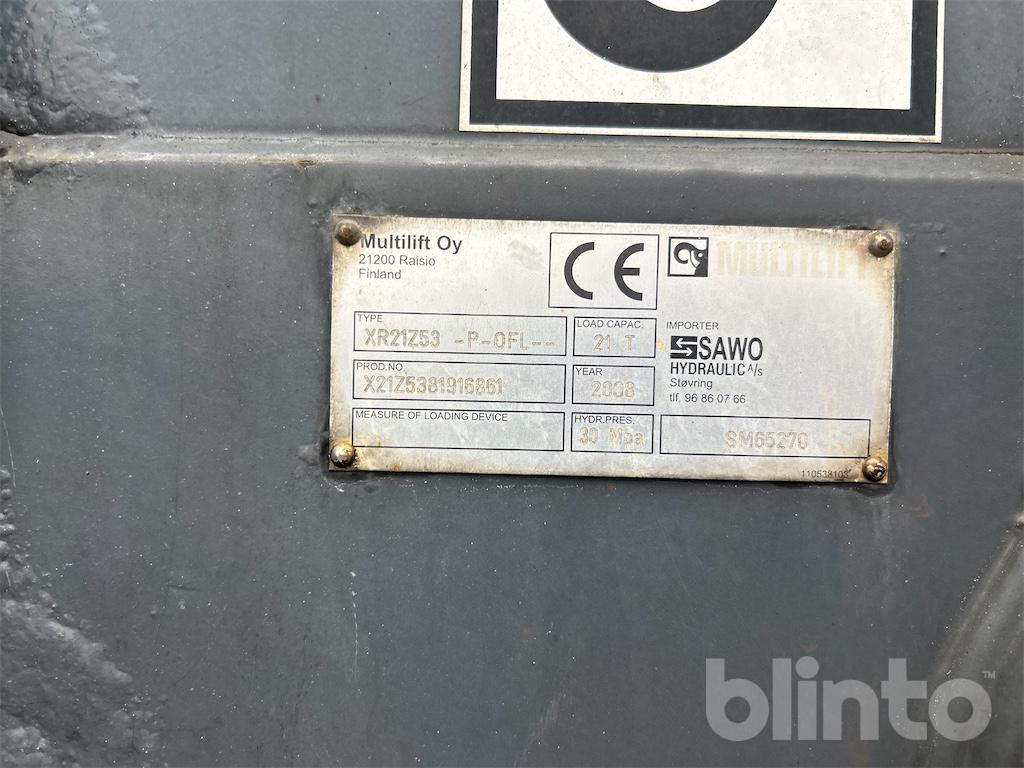 Multilift Oy
21200 Raisio
Finland
CE
MULTILIFT
TYPE
XR21Z53 -P-OFL--
LOAD CAPAC.
21 T
IMPORTER
SAWO
HYDRAULIC A/S
Støvring
tlf. 96 86 07 66
PROD.NO.
X21Z5381916861
YEAR
2008
MEASURE OF LOADING DEVICE
HYDR.PRES.
30 Mpa
SM65270
110538103
blinto™